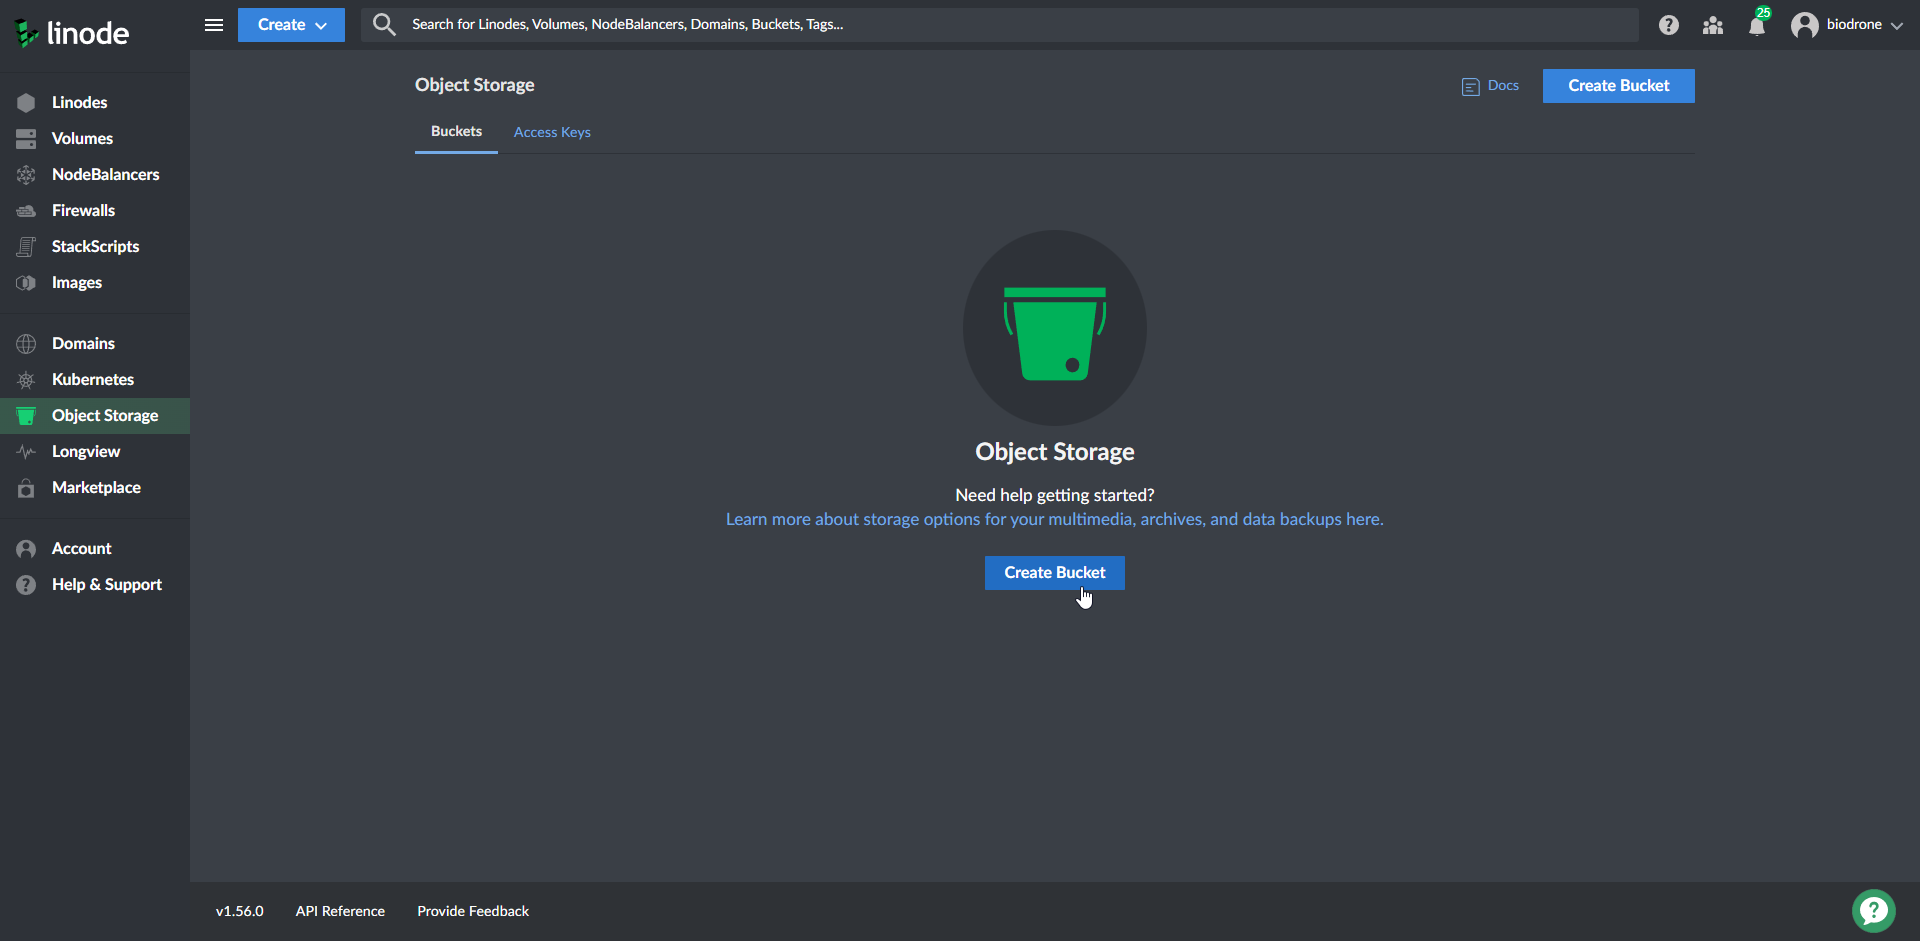 linode
Create
Search for Linodes, Volumes, NodeBalancers, Domains, Buckets, Tags...
25
biodrone
Linodes
Volumes
NodeBalancers
Firewalls
StackScripts
Images
Domains
Kubernetes
Object Storage
Longview
Marketplace
Account
Help & Support
Object Storage
Docs
Create Bucket
Buckets
Access Keys
Object Storage
Need help getting started?
Learn more about storage options for your multimedia, archives, and data backups here.
Create Bucket
v1.56.0
API Reference
Provide Feedback